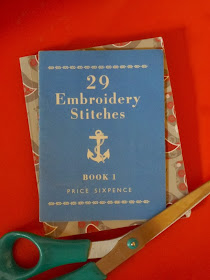 29
Embroidery
Stitches
BOOK 1
PRICE SIXPENCE